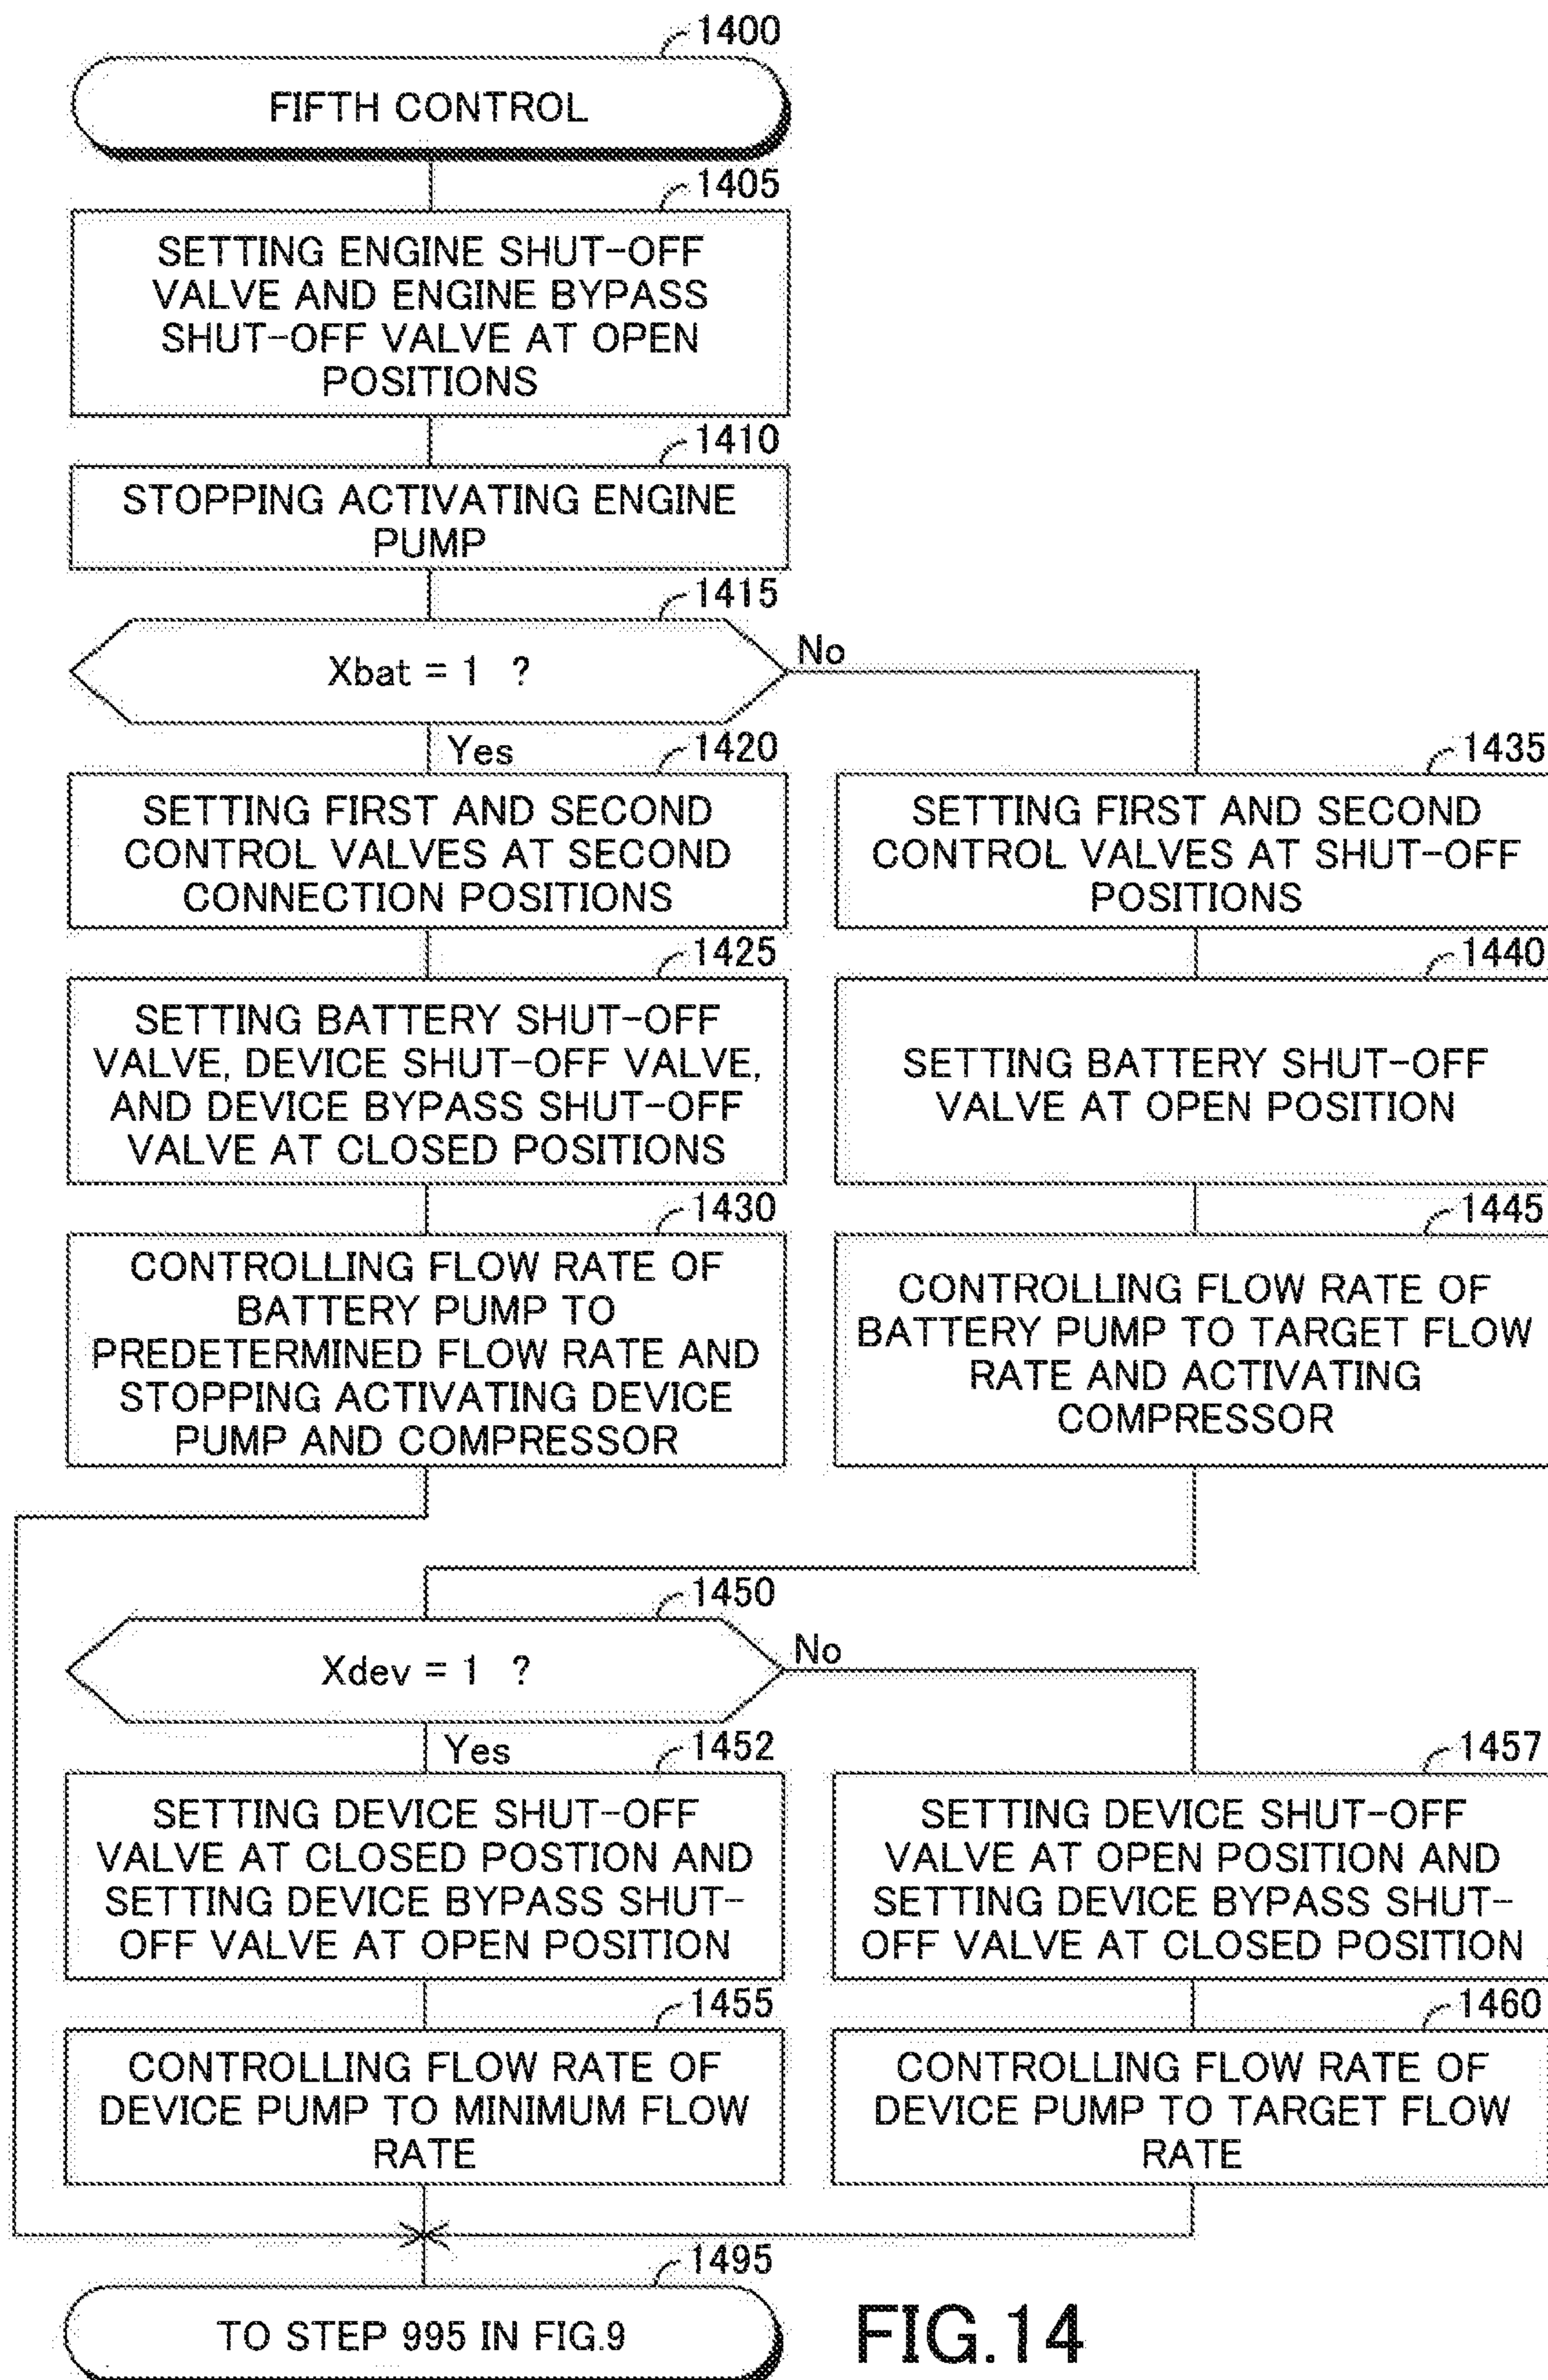 1400
FIFTH CONTROL
1405
SETTING ENGINE SHUT-OFF
VALVE AND ENGINE BYPASS
SHUT-OFF VALVE AT OPEN
POSITIONS
1410
STOPPING ACTIVATING ENGINE
PUMP
1415
Xbat = 1 ?
No
Yes
1420
SETTING FIRST AND SECOND
CONTROL VALVES AT SECOND
CONNECTION POSITIONS
1435
SETTING FIRST AND SECOND
CONTROL VALVES AT SHUT-OFF
POSITIONS
1425
SETTING BATTERY SHUT-OFF
VALVE, DEVICE SHUT-OFF VALVE,
AND DEVICE BYPASS SHUT-OFF
VALVE AT CLOSED POSITIONS
1440
SETTING BATTERY SHUT-OFF
VALVE AT OPEN POSITION
1430
CONTROLLING FLOW RATE OF
BATTERY PUMP TO
PREDETERMINED FLOW RATE AND
STOPPING ACTIVATING DEVICE
PUMP AND COMPRESSOR
1445
CONTROLLING FLOW RATE OF
BATTERY PUMP TO TARGET FLOW
RATE AND ACTIVATING
COMPRESSOR
1450
Xdev = 1 ?
No
Yes
1452
SETTING DEVICE SHUT-OFF
VALVE AT CLOSED POSTION AND
SETTING DEVICE BYPASS SHUT-
OFF VALVE AT OPEN POSITION
1457
SETTING DEVICE SHUT-OFF
VALVE AT OPEN POSITION AND
SETTING DEVICE BYPASS SHUT-
OFF VALVE AT CLOSED POSITION
1455
CONTROLLING FLOW RATE OF
DEVICE PUMP TO MINIMUM FLOW
RATE
1460
CONTROLLING FLOW RATE OF
DEVICE PUMP TO TARGET FLOW
RATE
1495
TO STEP 995 IN FIG.9
FIG.14